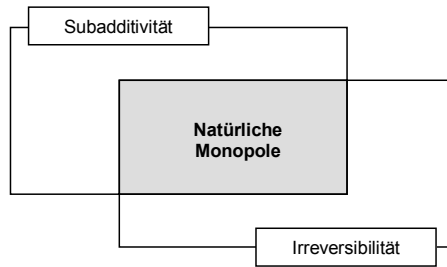 Subadditivität
Natürliche
Monopole
Irreversibilität